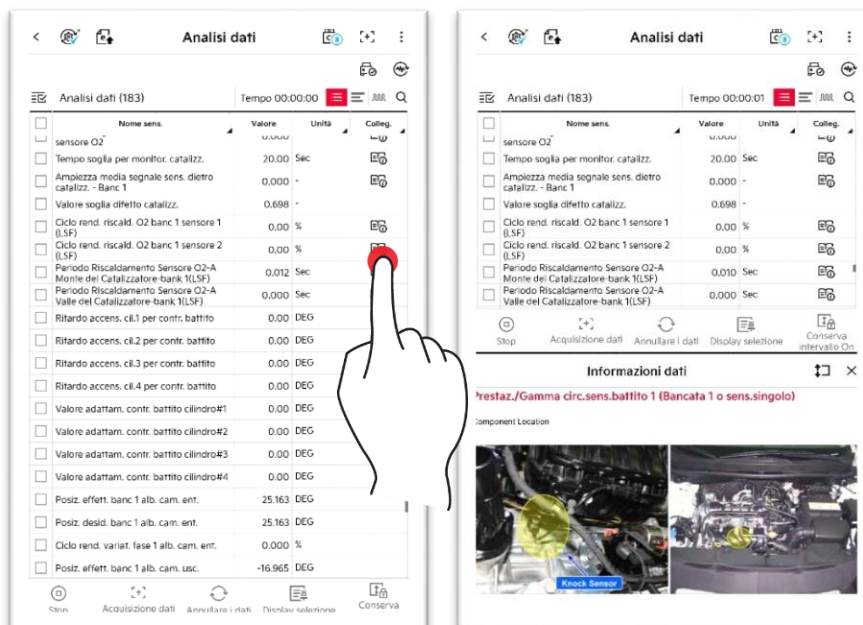 Analisi dati
Analisi dati (183)
Tempo 00:00:00
Nome sens. Valore Unità Colleg.
sensore O2
Tempo soglia per monitor. catalizz. 20.00 Sec
Ampiezza media segnale sens. dietro
catalizz. - Banc 1 0.000 -
Valore soglia difetto catalizz. 0.698 -
Ciclo rend. riscald. O2 banc 1 sensore 1
(LSF) 0.00 %
Ciclo rend. riscald. O2 banc 1 sensore 2
(LSF) 0.00 %
Periodo Riscaldamento Sensore O2-A
Monte del Catalizzatore-bank 1(LSF) 0.012 Sec
Periodo Riscaldamento Sensore O2-A
Valle del Catalizzatore-bank 1(LSF) 0,000 Sec
Ritardo accens. cil.1 per contr. battito 0.00 DEG
Ritardo accens. cil.2 per contr. battito 0.00 DEG
Ritardo accens. cil.3 per contr. battito 0.00 DEG
Ritardo accens. cil.4 per contr. battito 0.00 DEG
Valore adattam. contr. battito cilindro#1 0.00 DEG
Valore adattam. contr. battito cilindro#2 0.00 DEG
Valore adattam. contr. battito cilindro#3 0.00 DEG
Valore adattam. contr. battito cilindro#4 0.00 DEG
Posiz. effett. banc 1 alb. cam. ent. 25.163 DEG
Posiz. desid. banc 1 alb. cam. ent. 25.163 DEG
Ciclo rend. variat. fase 1 alb. cam. ent. 0.000 %
Posiz. effett. banc 1 alb. cam. usc. -16.965 DEG
Stop Acquisizione dati Annullare i dati Display selezione Conserva
Analisi dati
Analisi dati (183)
Tempo 00:00:01
Nome sens. Valore Unità Colleg.
sensore O2
Tempo soglia per monitor. catalizz. 20.00 Sec
Ampiezza media segnale sens. dietro
catalizz. - Banc 1 0.000 -
Valore soglia difetto catalizz. 0.698 -
Ciclo rend. riscald. O2 banc 1 sensore 1
(LSF) 0.00 %
Ciclo rend. riscald. O2 banc 1 sensore 2
(LSF) 0.00 %
Periodo Riscaldamento Sensore O2-A
Monte del Catalizzatore-bank 1(LSF) 0.010 Sec
Periodo Riscaldamento Sensore O2-A
Valle del Catalizzatore-bank 1(LSF) 0,000 Sec
Stop Acquisizione dati Annullare i dati Display selezione Conserva
intervallo On
Informazioni dati
Prestaz./Gamma circ.sens.battito 1 (Bancata 1 o sens.singolo)
Component Location
Knock Sensor